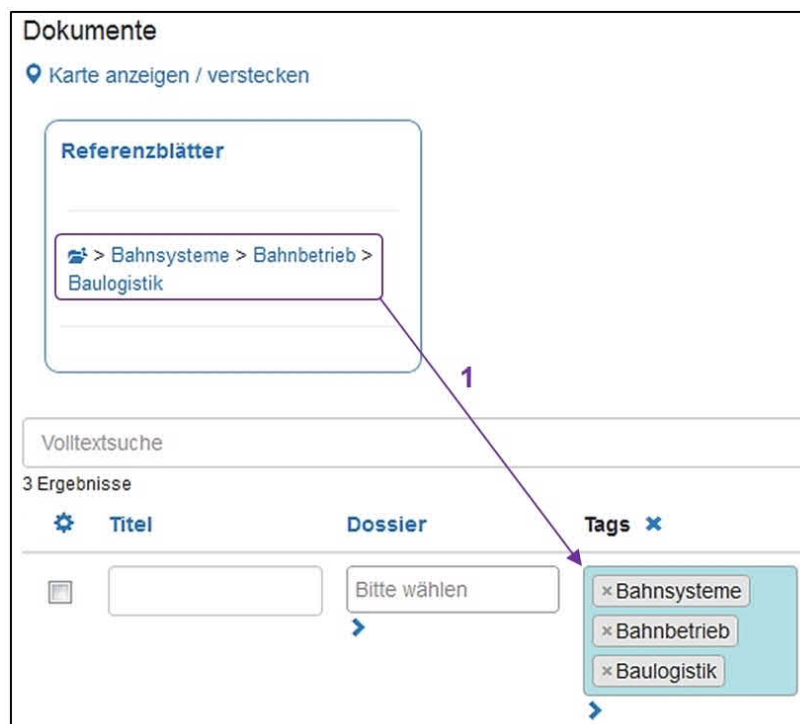 Dokumente
Karte anzeigen / verstecken
Referenzblätter
> Bahnsysteme > Bahnbetrieb >
Baulogistik
1
Volltextsuche
3 Ergebnisse
Titel Dossier Tags ×
Bitte wählen
× Bahnsysteme
× Bahnbetrieb
× Baulogistik